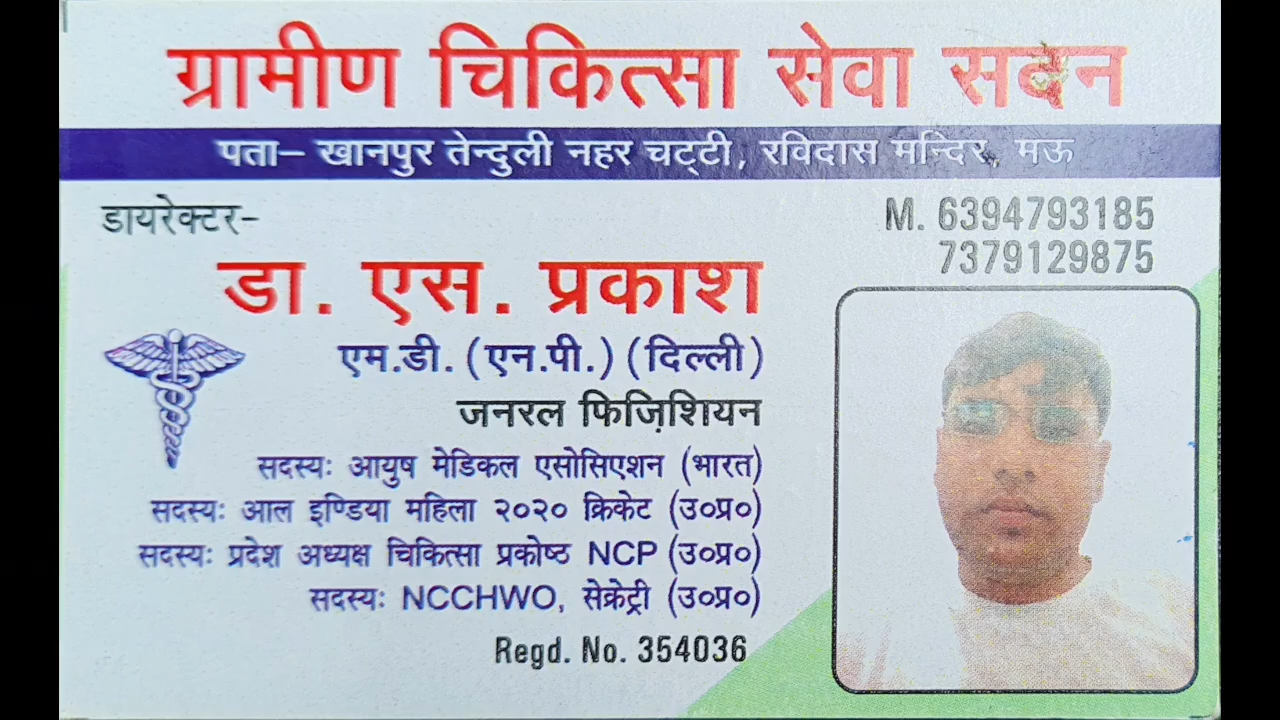 ग्रामीण चिकित्सा सेवा सदन
पता– खानपुर तेन्दुली नहर चट्टी, रविदास मन्दिर, मऊ
डायरेक्टर–
M. 6394793185
7379129875
डा. एस. प्रकाश
एम.डी. (एन.पी.) (दिल्ली)
जनरल फिज़िशियन
सदस्यः आयुष मेडिकल एसोसिएशन (भारत)
सदस्यः आल इण्डिया महिला २०२० क्रिकेट (उ०प्र०)
सदस्यः प्रदेश अध्यक्ष चिकित्सा प्रकोष्ठ NCP (उ०प्र०)
सदस्यः NCCHWO, सेक्रेट्री (उ०प्र०)
Regd. No. 354036